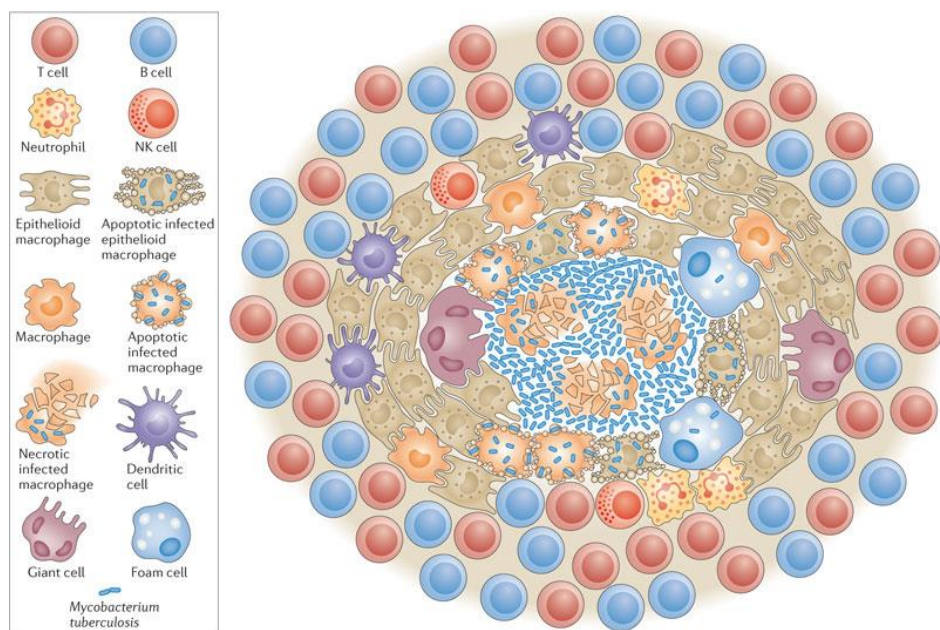 T cell
B cell
Neutrophil
NK cell
Epithelioid
macrophage
Apoptotic infected
epithelioid
macrophage
Macrophage
Apoptotic
infected
macrophage
Necrotic
infected
macrophage
Dendritic
cell
Giant cell
Foam cell
Mycobacterium
tuberculosis